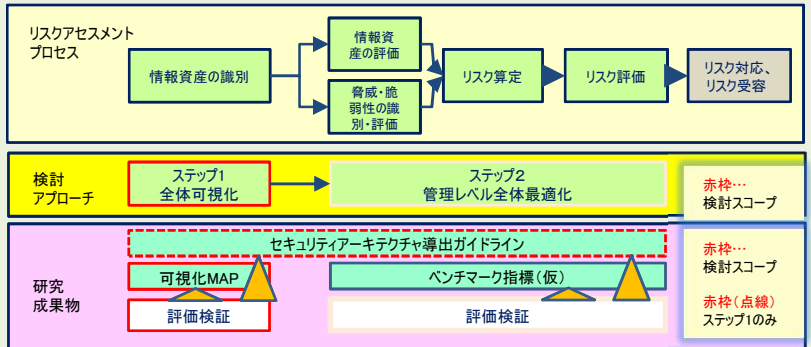 リスクアセスメント
プロセス
情報資産の識別
情報資
産の評価
脅威・脆
弱性の識
別・評価
リスク算定
リスク評価
リスク対応、
リスク受容
検討
アプローチ
ステップ1
全体可視化
ステップ2
管理レベル全体最適化
赤枠…
検討スコープ
研究
成果物
セキュリティアーキテクチャ導出ガイドライン
可視化MAP
ベンチマーク指標(仮)
評価検証
評価検証
赤枠…
検討スコープ
赤枠(点線)
ステップ1のみ